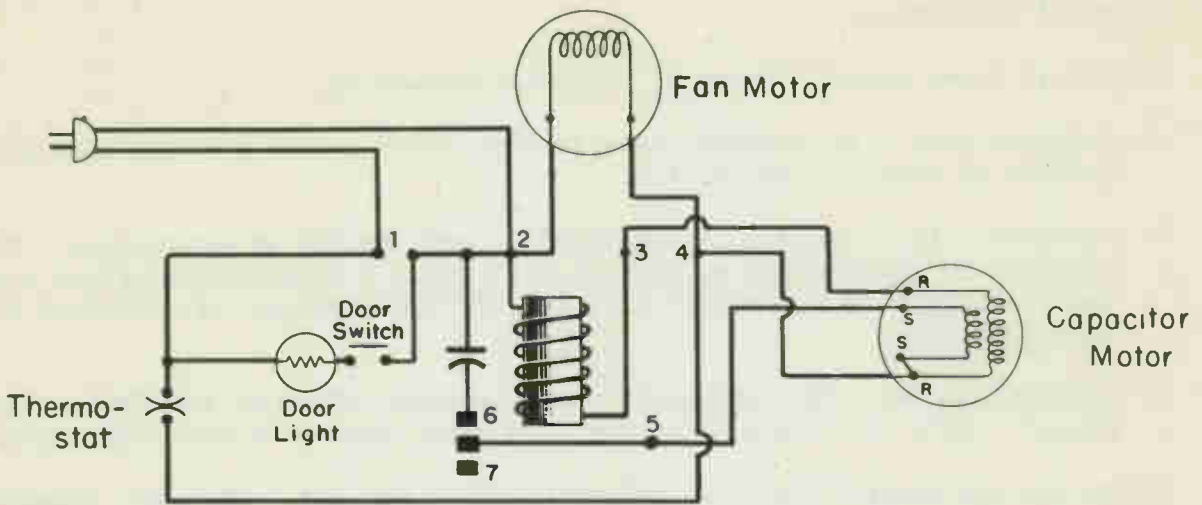 Fan Motor
1
2
3
4
Door
Switch
R
S
S
R
Capacitor
Motor
Thermo-
stat
Door
Light
6
5
7